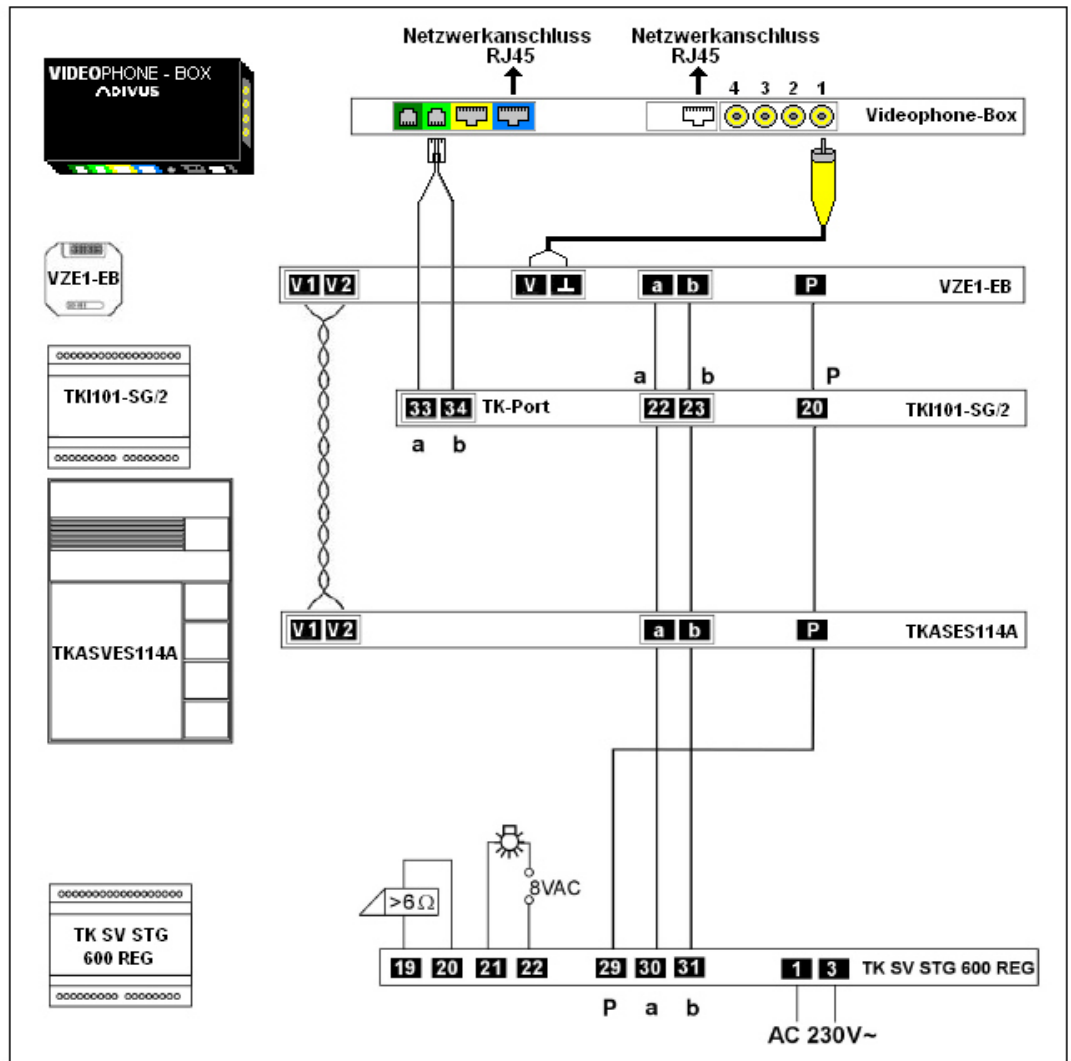 Netzwerkanschluss Netzwerkanschluss
RJ45 RJ45
VIDEOPHONE - BOX
DIVUS
4 3 2 1
Videophone-Box
VZE1-EB
V1 V2 V ⊥ a b P VZE1-EB
TKI101-SG/2
a b P
33 34 TK-Port 22 23 20 TKI101-SG/2
a b
TKASVES114A
V1 V2 a b P TKASES114A
8VAC
>6Ω
TK SV STG
600 REG
19 20 21 22 29 30 31 1 3 TK SV STG 600 REG
P a b
AC 230V~